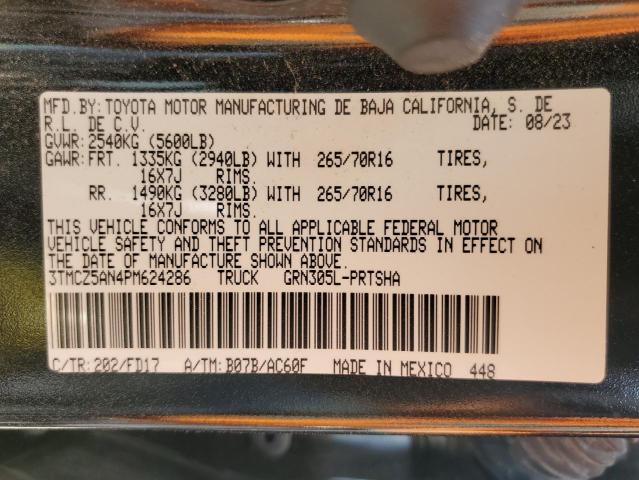 MFD.BY:TOYOTA MOTOR MANUFACTURING DE BAJA CALIFORNIA, S. DE
R.L. DE C.V. DATE: 08/23
GVWR:2540KG (5600LB)
GAWR:FRT. 1335KG (2940LB) WITH 265/70R16 TIRES,
16X7J RIMS.
RR. 1490KG (3280LB) WITH 265/70R16 TIRES,
16X7J RIMS.
THIS VEHICLE CONFORMS TO ALL APPLICABLE FEDERAL MOTOR
VEHICLE SAFETY AND THEFT PREVENTION STANDARDS IN EFFECT ON
THE DATE OF MANUFACTURE SHOWN ABOVE.
3TMCZ5AN4PM624286 TRUCK GRN305L-PRTSHA
C/TR:202/FD17 A/TM:B07B/AC60F MADE IN MEXICO 448